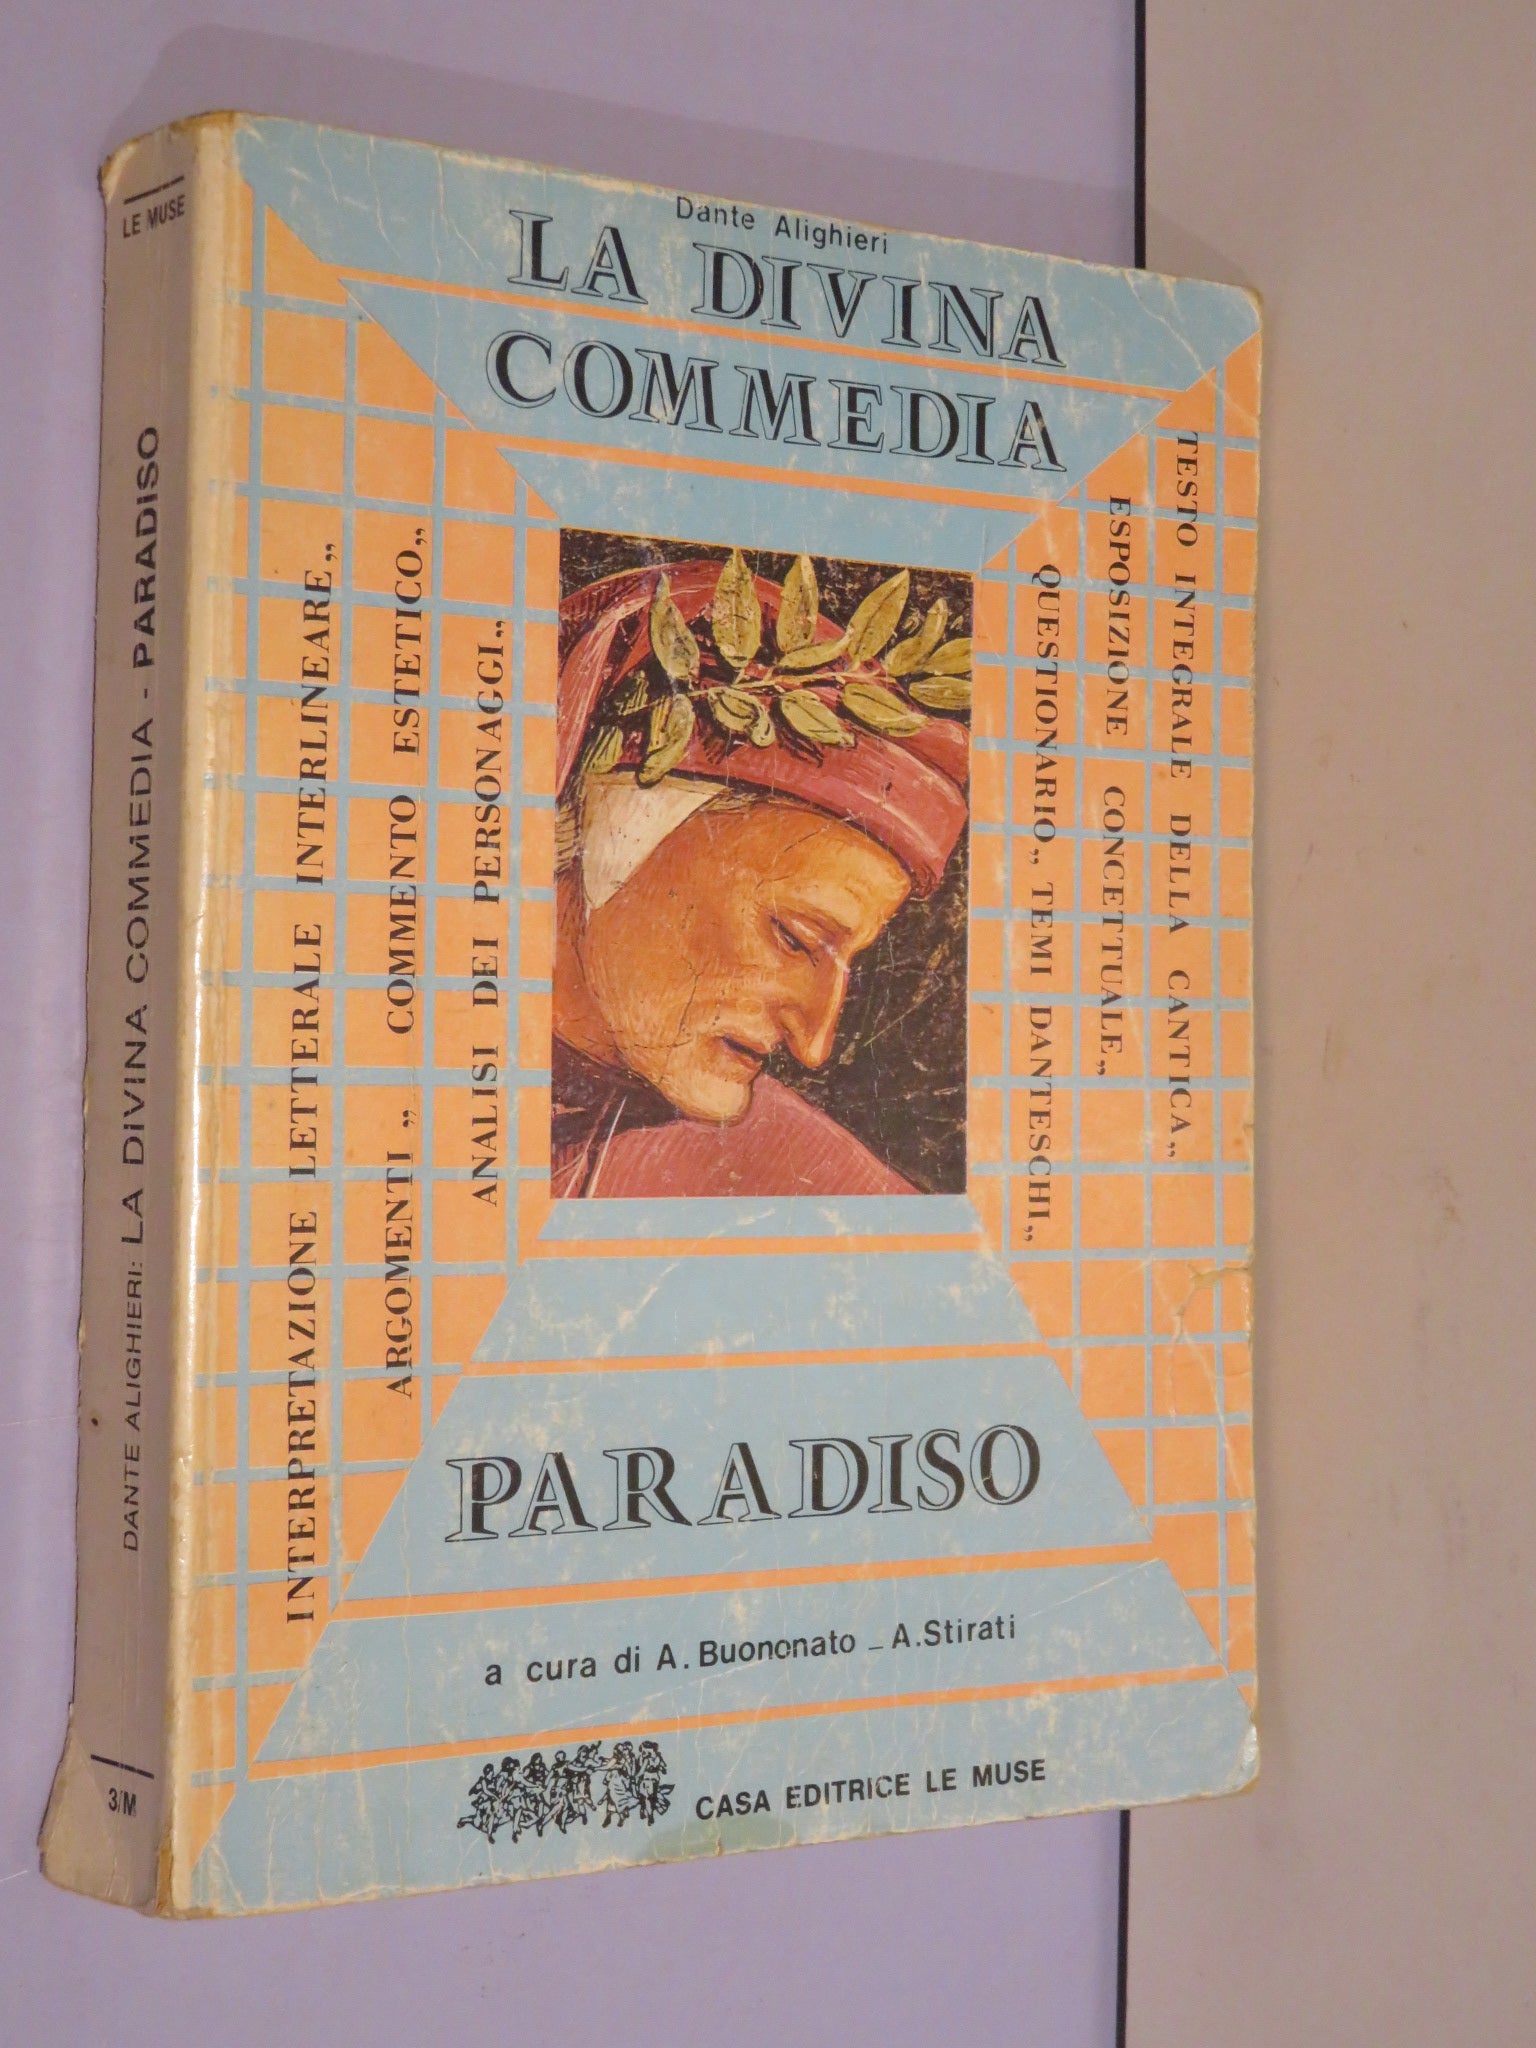 LE MUSE
DANTE ALIGHIERI: LA DIVINA COMMEDIA - PARADISO
3/M
Dante Alighieri
LA DIVINA
COMMEDIA
INTERPRETAZIONE LETTERALE INTERLINEARE„
ARGOMENTI „ COMMENTO ESTETICO„
ANALISI DEI PERSONAGGI„
TESTO INTEGRALE DELLA CANTICA„
ESPOSIZIONE CONCETTUALE„
QUESTIONARIO„ TEMI DANTESCHI„
PARADISO
a cura di A. Buononato _ A. Stirati
CASA EDITRICE LE MUSE